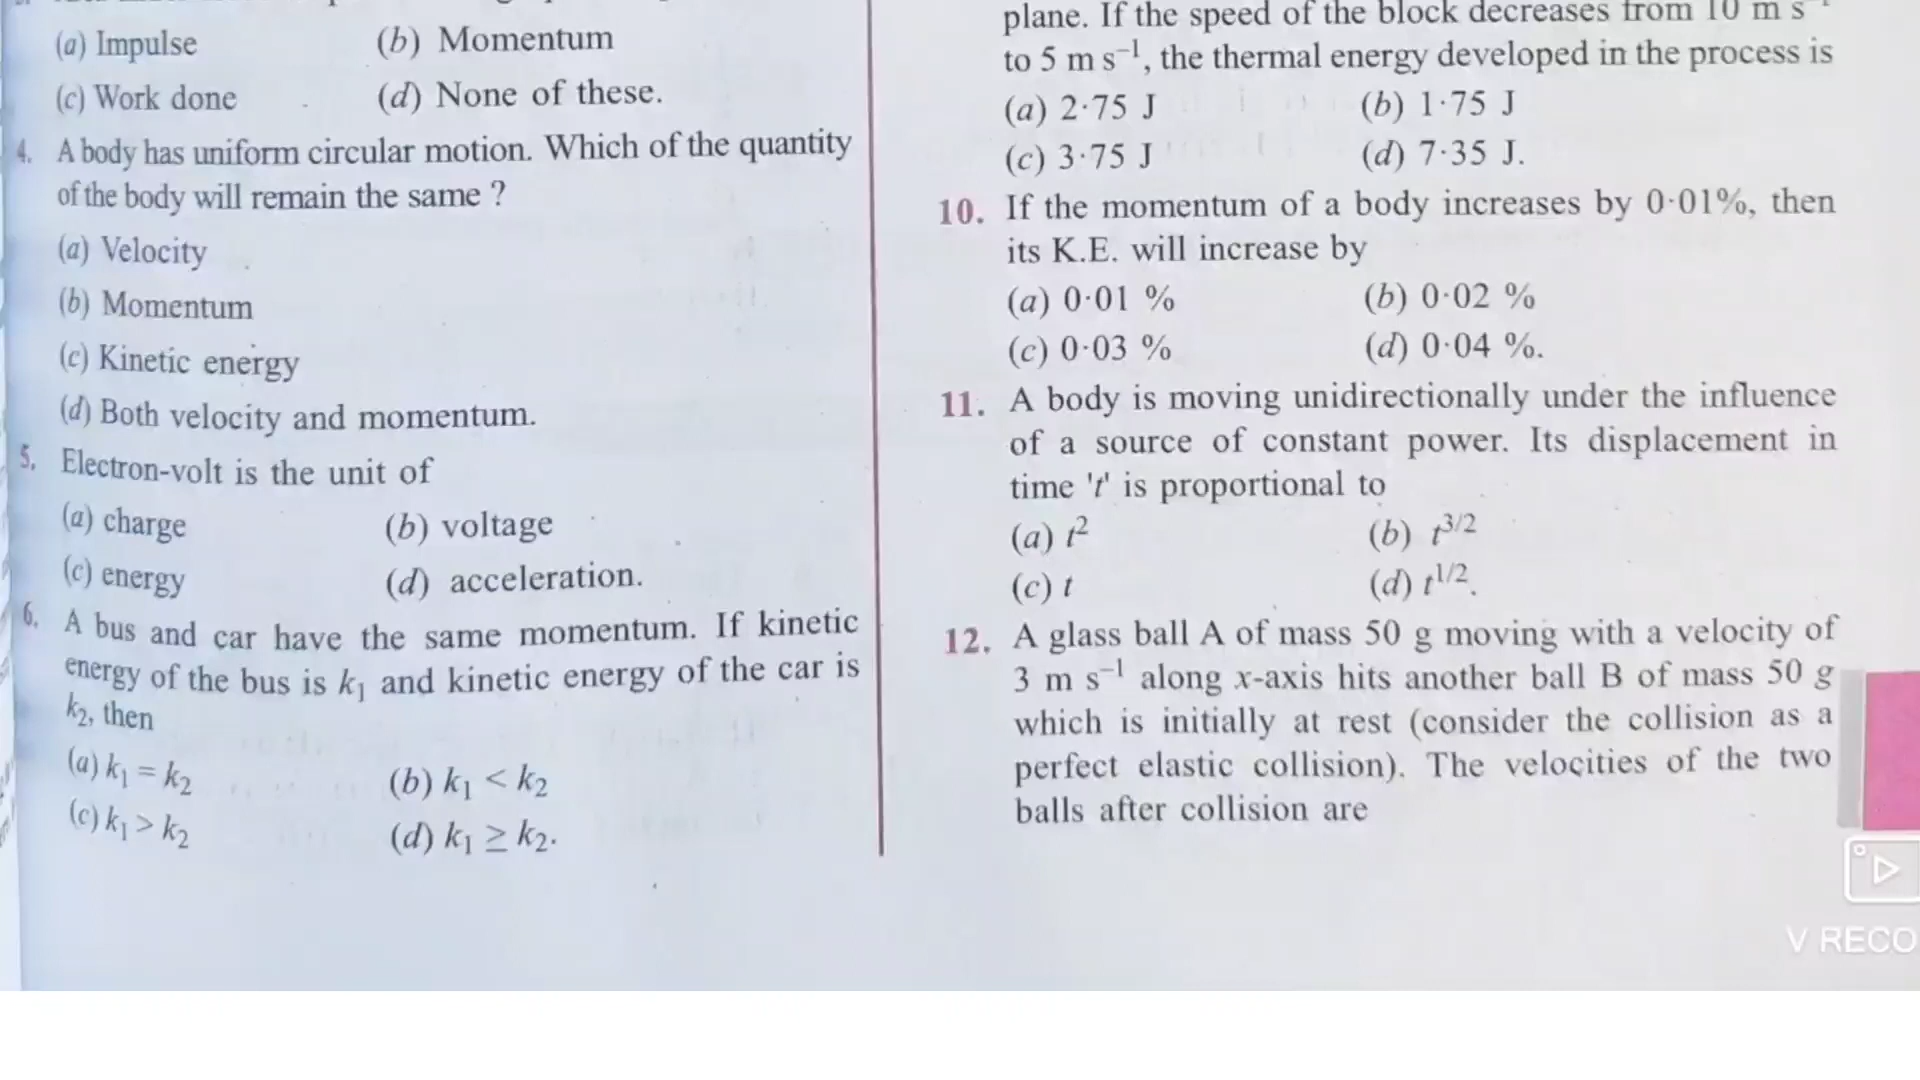 (a) Impulse (b) Momentum
(c) Work done (d) None of these.
4. A body has uniform circular motion. Which of the quantity
of the body will remain the same ?
(a) Velocity
(b) Momentum
(c) Kinetic energy
(d) Both velocity and momentum.
5. Electron-volt is the unit of
(a) charge (b) voltage
(c) energy (d) acceleration.
6. A bus and car have the same momentum. If kinetic
energy of the bus is k₁ and kinetic energy of the car is
k₂, then
(a) k₁ = k₂ (b) k₁ < k₂
(c) k₁ > k₂ (d) k₁ ≥ k₂.
plane. If the speed of the block decreases from 10 m s⁻¹
to 5 m s⁻¹, the thermal energy developed in the process is
(a) 2·75 J (b) 1·75 J
(c) 3·75 J (d) 7·35 J.
10. If the momentum of a body increases by 0·01%, then
its K.E. will increase by
(a) 0·01 % (b) 0·02 %
(c) 0·03 % (d) 0·04 %.
11. A body is moving unidirectionally under the influence
of a source of constant power. Its displacement in
time 't' is proportional to
(a) t² (b) t³/²
(c) t (d) t¹/².
12. A glass ball A of mass 50 g moving with a velocity of
3 m s⁻¹ along x-axis hits another ball B of mass 50 g
which is initially at rest (consider the collision as a
perfect elastic collision). The velocities of the two
balls after collision are
V RECO